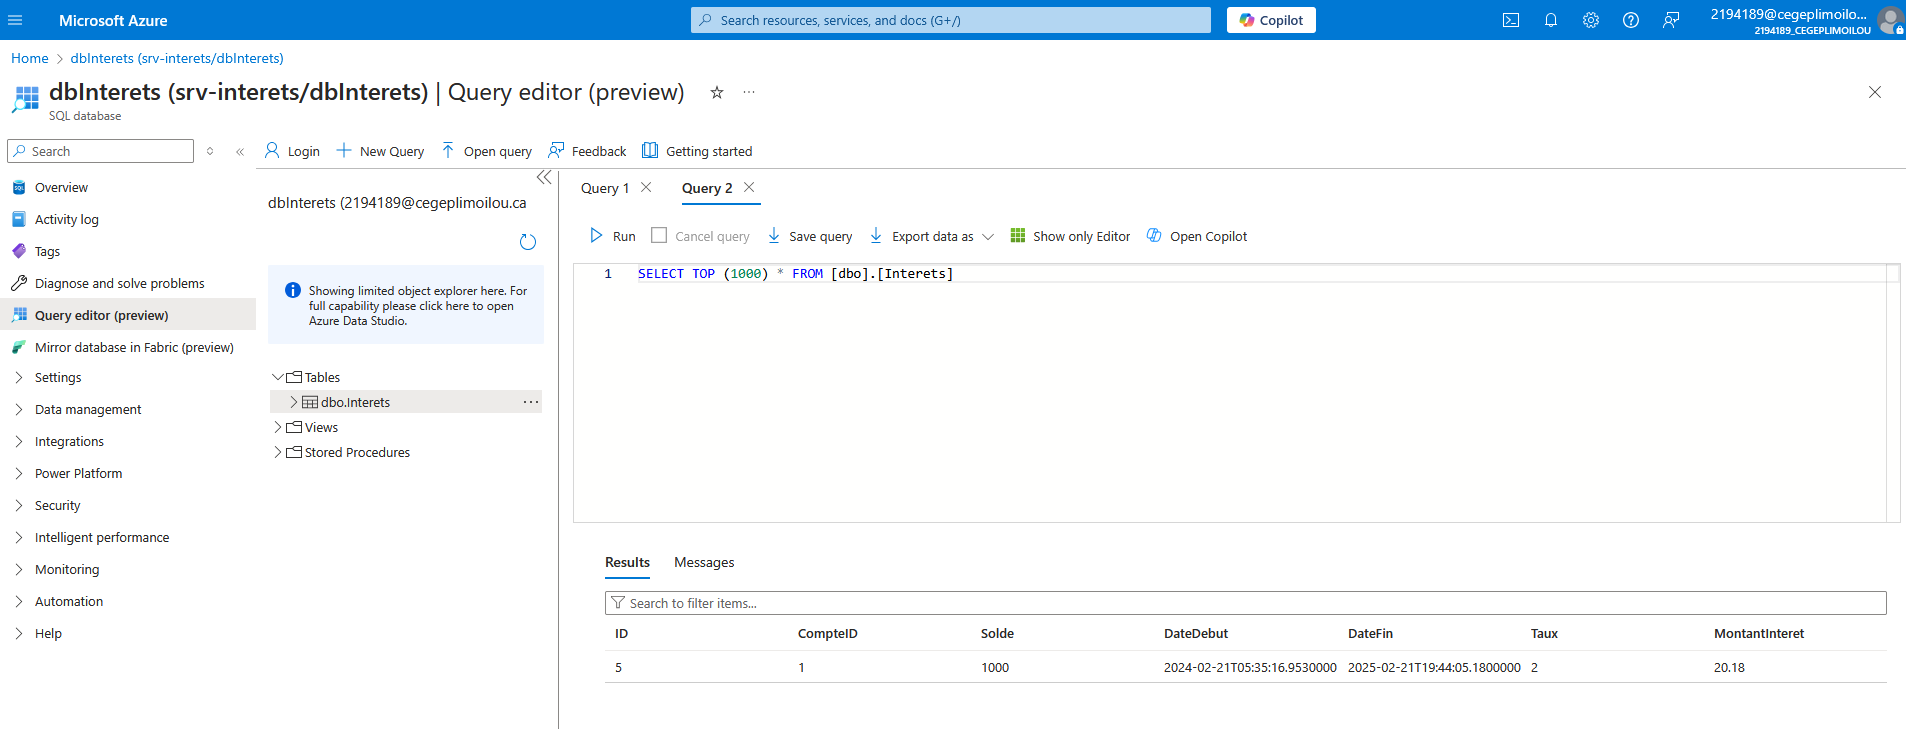 Microsoft Azure
Search resources, services, and docs (G+/)
Copilot
2194189@cegeplimoilo...
2194189_CEGEPLIMOILOU
Home > dbInterets (srv-interets/dbInterets)
dbInterets (srv-interets/dbInterets) | Query editor (preview)
...
SQL database
Search
Overview
Activity log
Tags
Diagnose and solve problems
Query editor (preview)
Mirror database in Fabric (preview)
Settings
Data management
Integrations
Power Platform
Security
Intelligent performance
Monitoring
Automation
Help
Login
New Query
Open query
Feedback
Getting started
dbInterets (2194189@cegeplimoilou.ca
Showing limited object explorer here. For
full capability please click here to open
Azure Data Studio.
Tables
dbo.Interets
...
Views
Stored Procedures
Query 1
Query 2
Run
Cancel query
Save query
Export data as
Show only Editor
Open Copilot
1 SELECT TOP (1000) * FROM [dbo].[Interets]
Results
Messages
Search to filter items...
ID CompteID Solde DateDebut DateFin Taux MontantInteret
5 1 1000 2024-02-21T05:35:16.9530000 2025-02-21T19:44:05.1800000 2 20.18